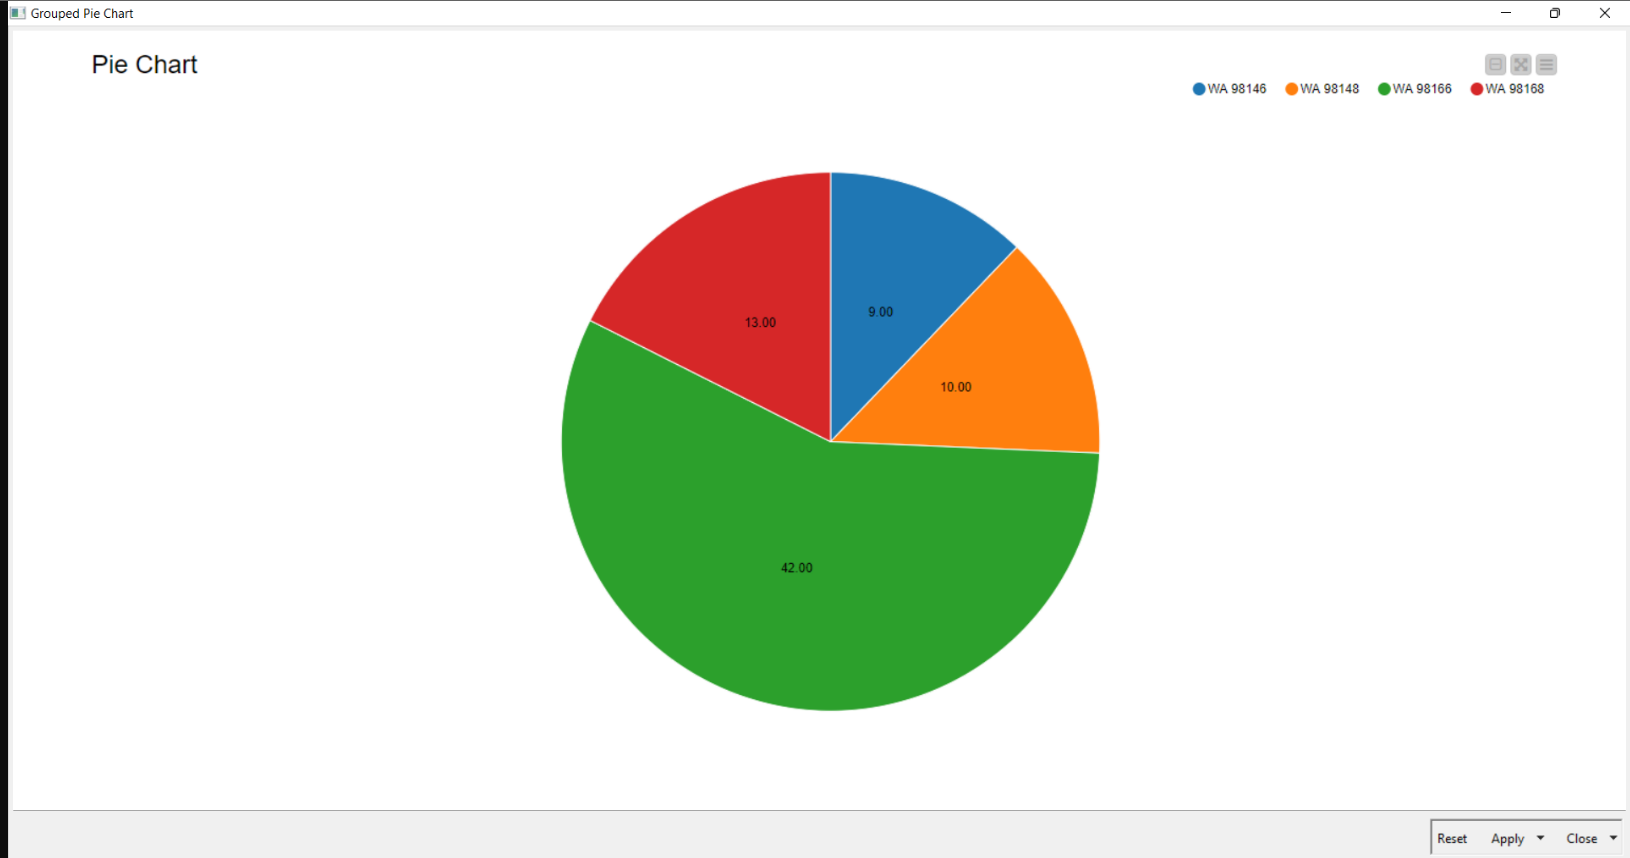 Grouped Pie Chart
Pie Chart
WA 98146 WA 98148 WA 98166 WA 98168
9.00
13.00
10.00
42.00
Reset Apply Close